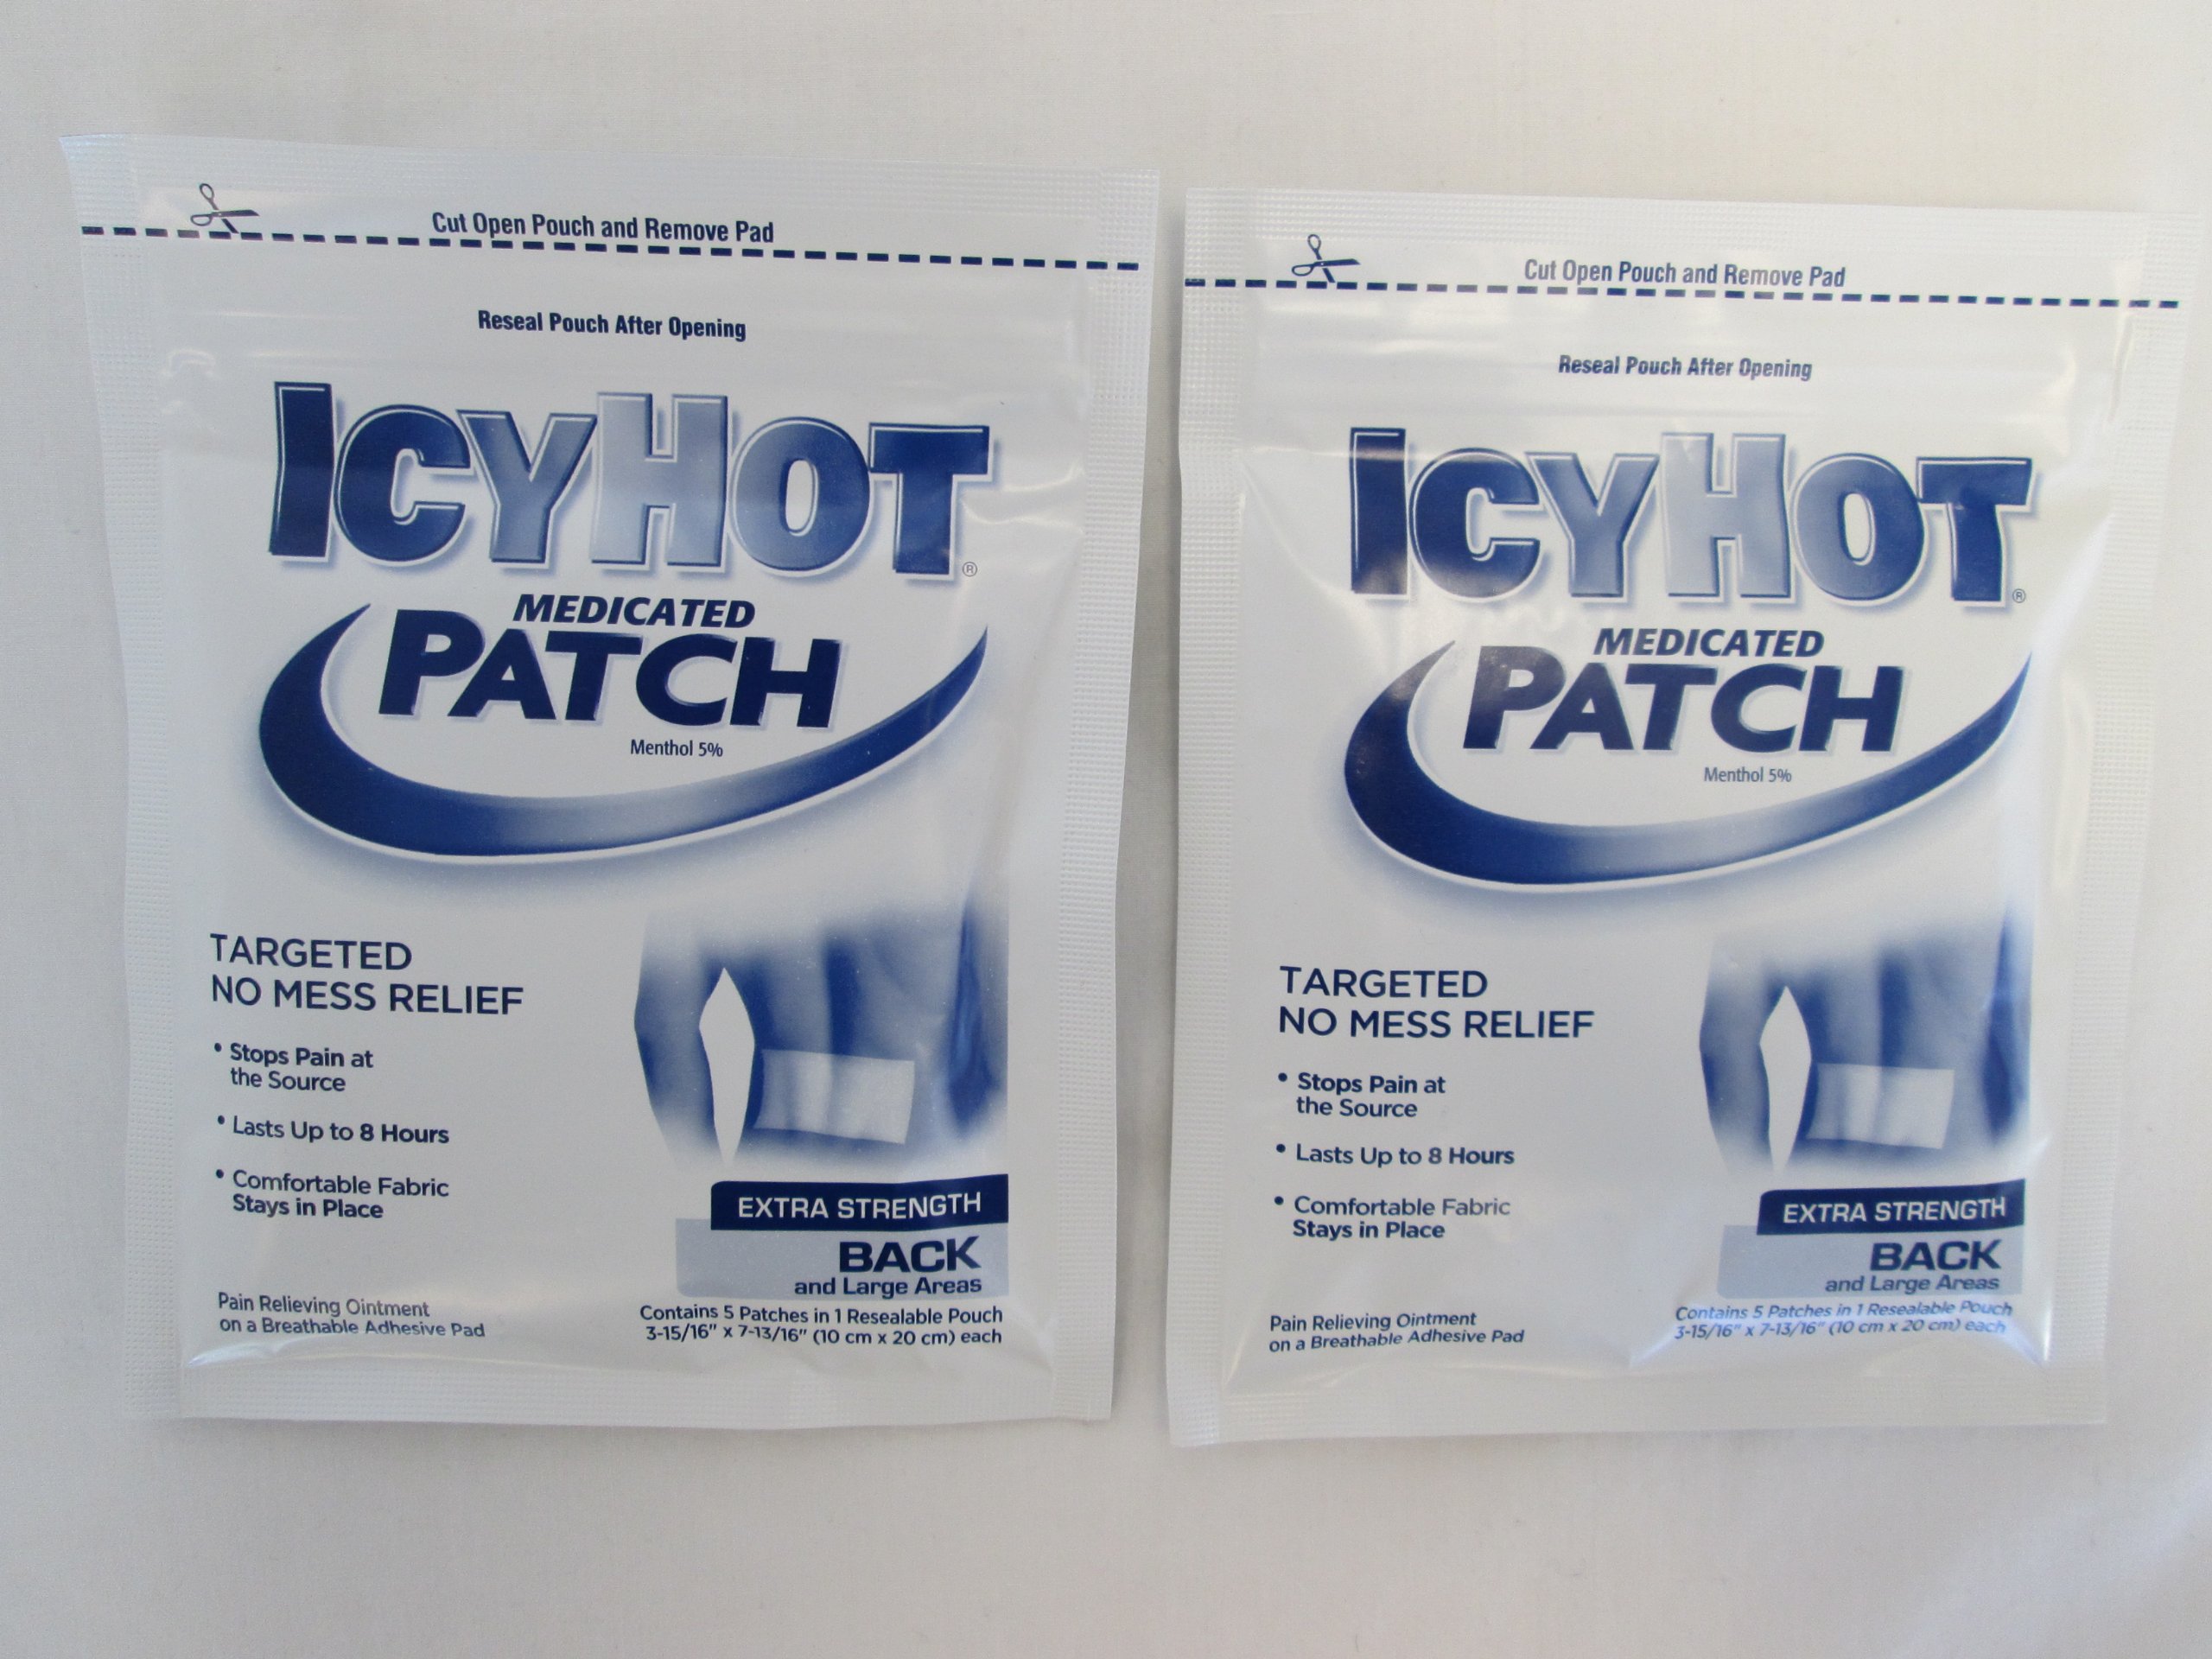 Cut Open Pouch and Remove Pad
Reseal Pouch After Opening
ICYHOT®
MEDICATED
PATCH
Menthol 5%
TARGETED
NO MESS RELIEF
• Stops Pain at
the Source
• Lasts Up to 8 Hours
• Comfortable Fabric
Stays in Place
EXTRA STRENGTH
BACK
and Large Areas
Pain Relieving Ointment
on a Breathable Adhesive Pad
Contains 5 Patches in 1 Resealable Pouch
3-15/16" x 7-13/16" (10 cm x 20 cm) each
Cut Open Pouch and Remove Pad
Reseal Pouch After Opening
ICYHOT®
MEDICATED
PATCH
Menthol 5%
TARGETED
NO MESS RELIEF
• Stops Pain at
the Source
• Lasts Up to 8 Hours
• Comfortable Fabric
Stays in Place
EXTRA STRENGTH
BACK
and Large Areas
Pain Relieving Ointment
on a Breathable Adhesive Pad
Contains 5 Patches in 1 Resealable Pouch
3-15/16" x 7-13/16" (10 cm x 20 cm) each